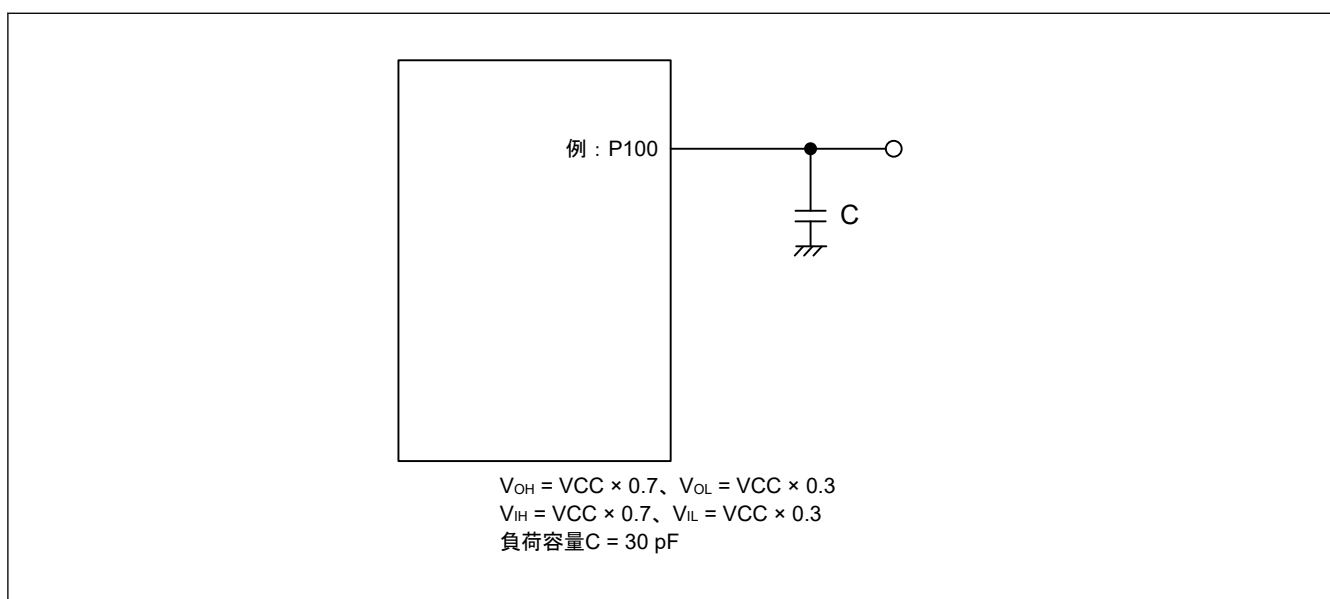 例：P100
C
VOH = VCC × 0.7、VOL = VCC × 0.3
VIH = VCC × 0.7、VIL = VCC × 0.3
負荷容量C = 30 pF